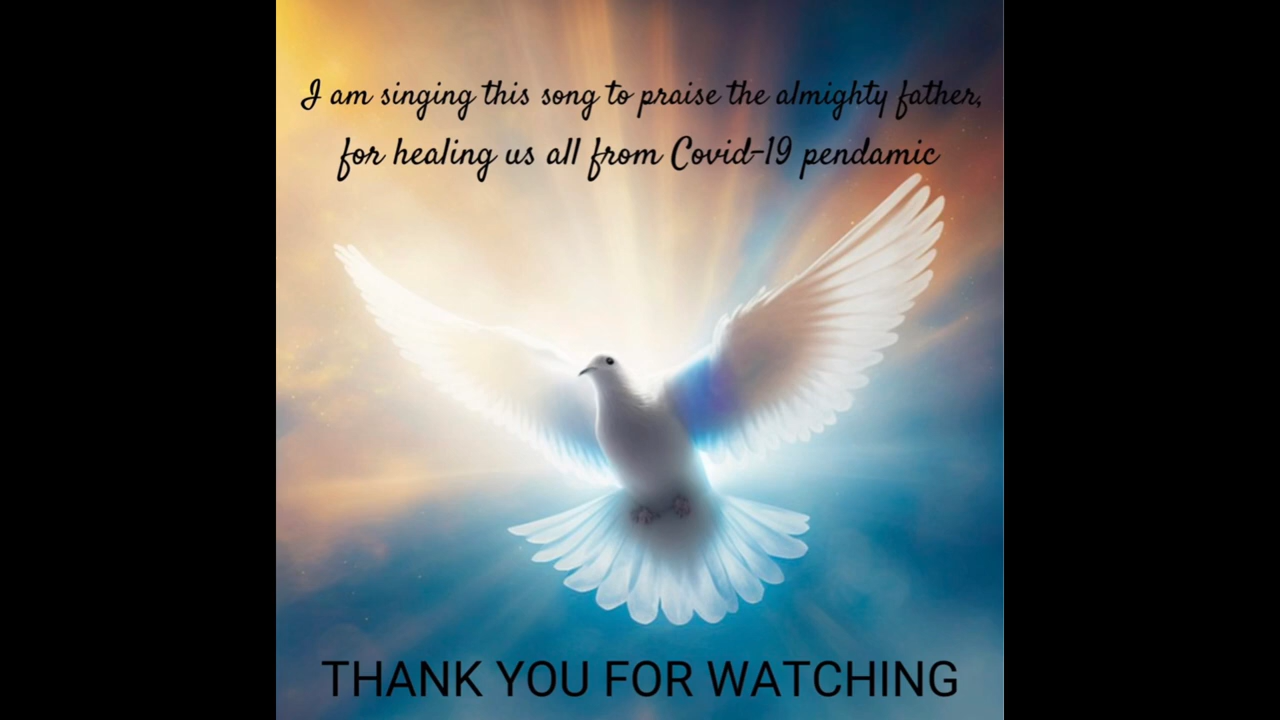 I am singing this song to praise the almighty father,
for healing us all from Covid-19 pendamic
THANK YOU FOR WATCHING